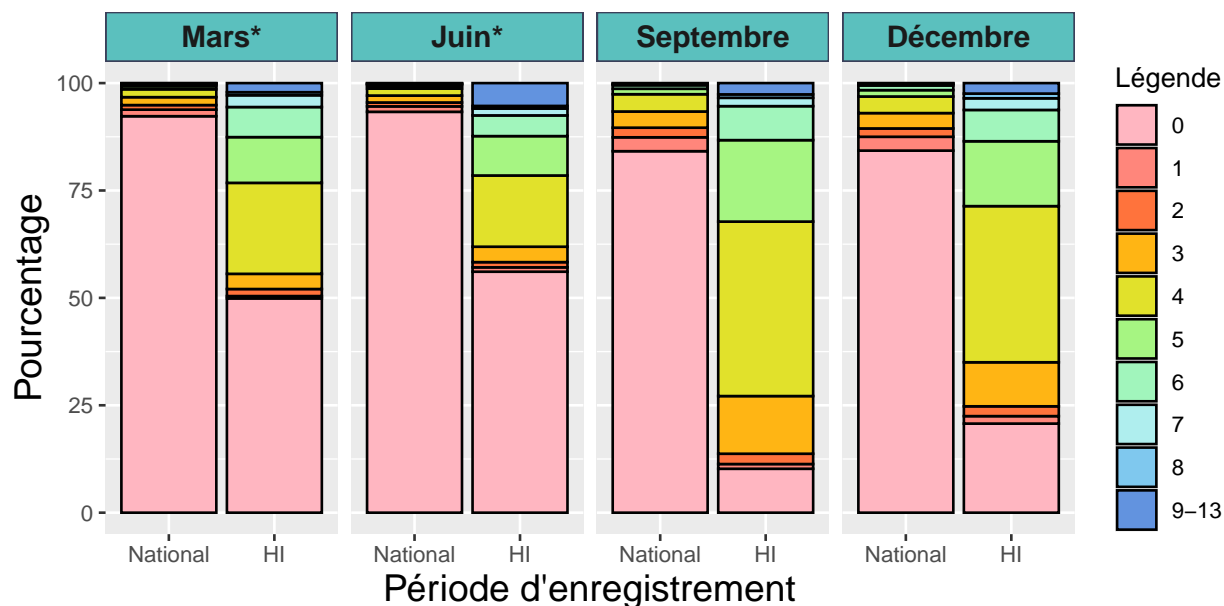 Mars*
Juin*
Septembre
Décembre
Pourcentage
100
75
50
25
0
National
HI
National
HI
National
HI
National
HI
Période d'enregistrement
Légende
0
1
2
3
4
5
6
7
8
9–13